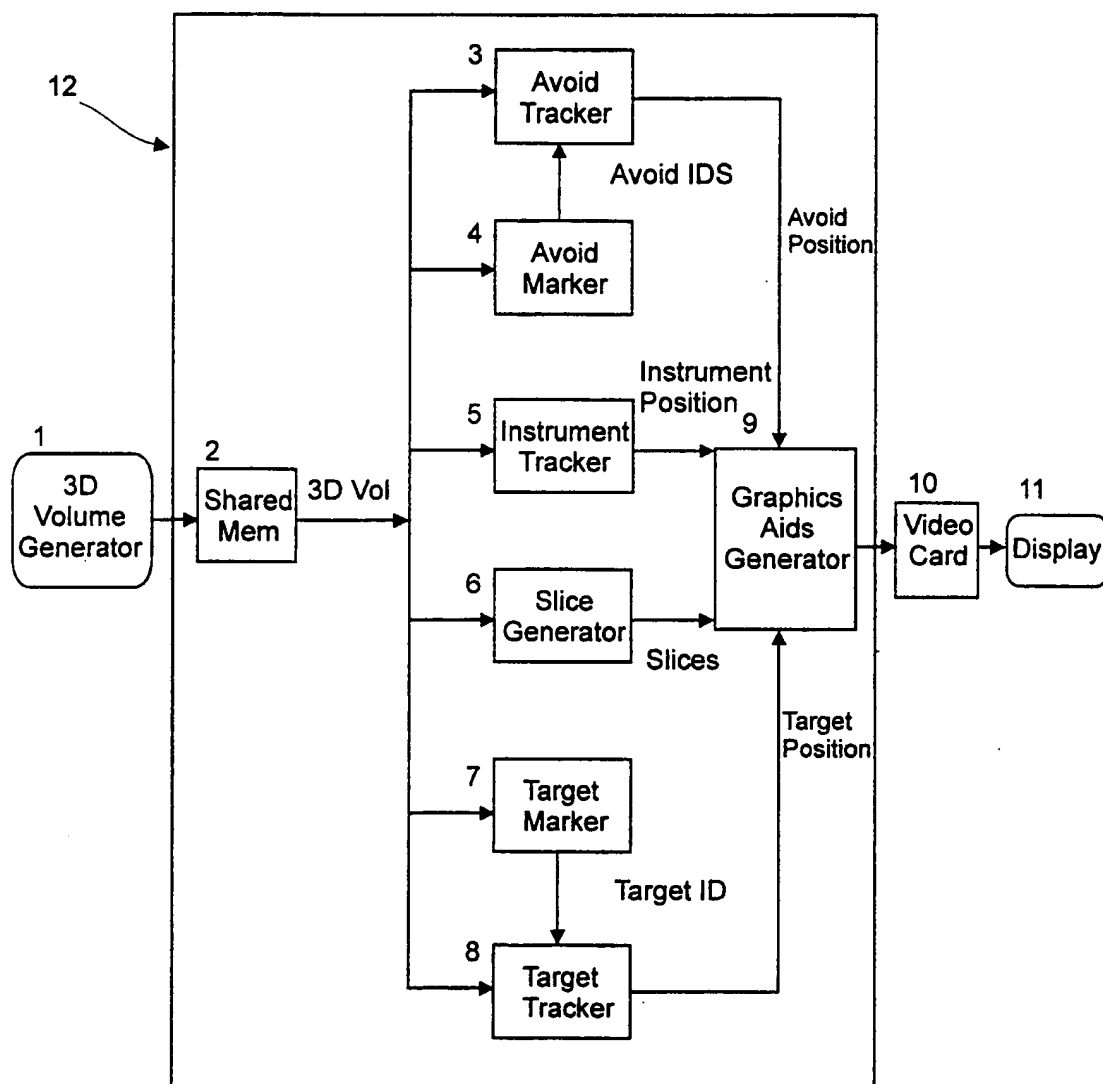 12
3
Avoid
Tracker
Avoid IDS
4
Avoid
Marker
Avoid
Position
Instrument
Position
5
Instrument
Tracker
9
Graphics
Aids
Generator
1
3D
Volume
Generator
2
Shared
Mem
3D Vol
10
Video
Card
11
Display
6
Slice
Generator
Slices
Target
Position
7
Target
Marker
Target ID
8
Target
Tracker